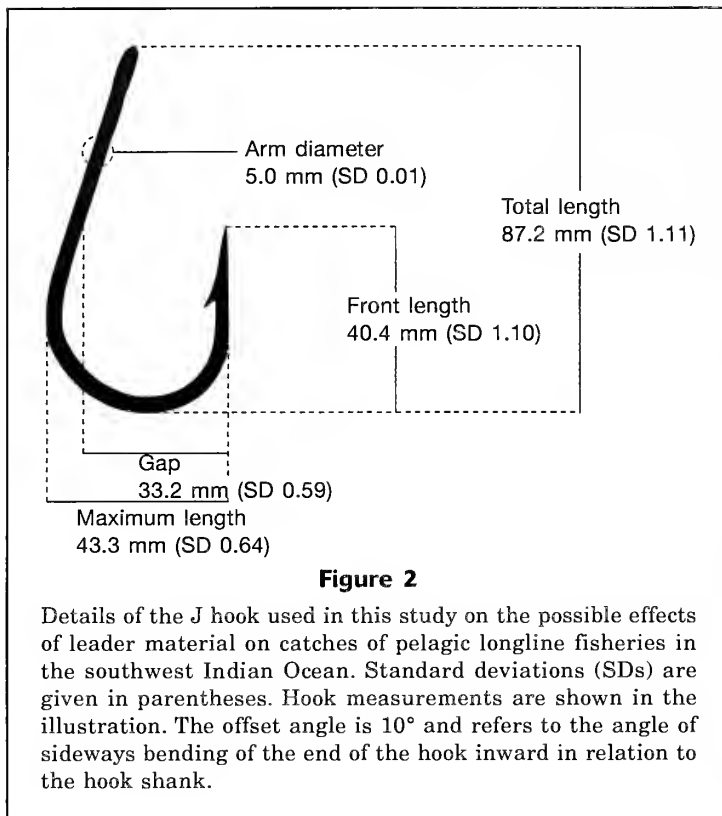 Arm diameter
5.0 mm (SD 0.01)
Total length
87.2 mm (SD 1.11)
Front length
40.4 mm (SD 1.10)
Gap
33.2 mm (SD 0.59)
Maximum length
43.3 mm (SD 0.64)
Figure 2
Details of the J hook used in this study on the possible effects
of leader material on catches of pelagic longline fisheries in
the southwest Indian Ocean. Standard deviations (SDs) are
given in parentheses. Hook measurements are shown in the
illustration. The offset angle is 10° and refers to the angle of
sideways bending of the end of the hook inward in relation to
the hook shank.